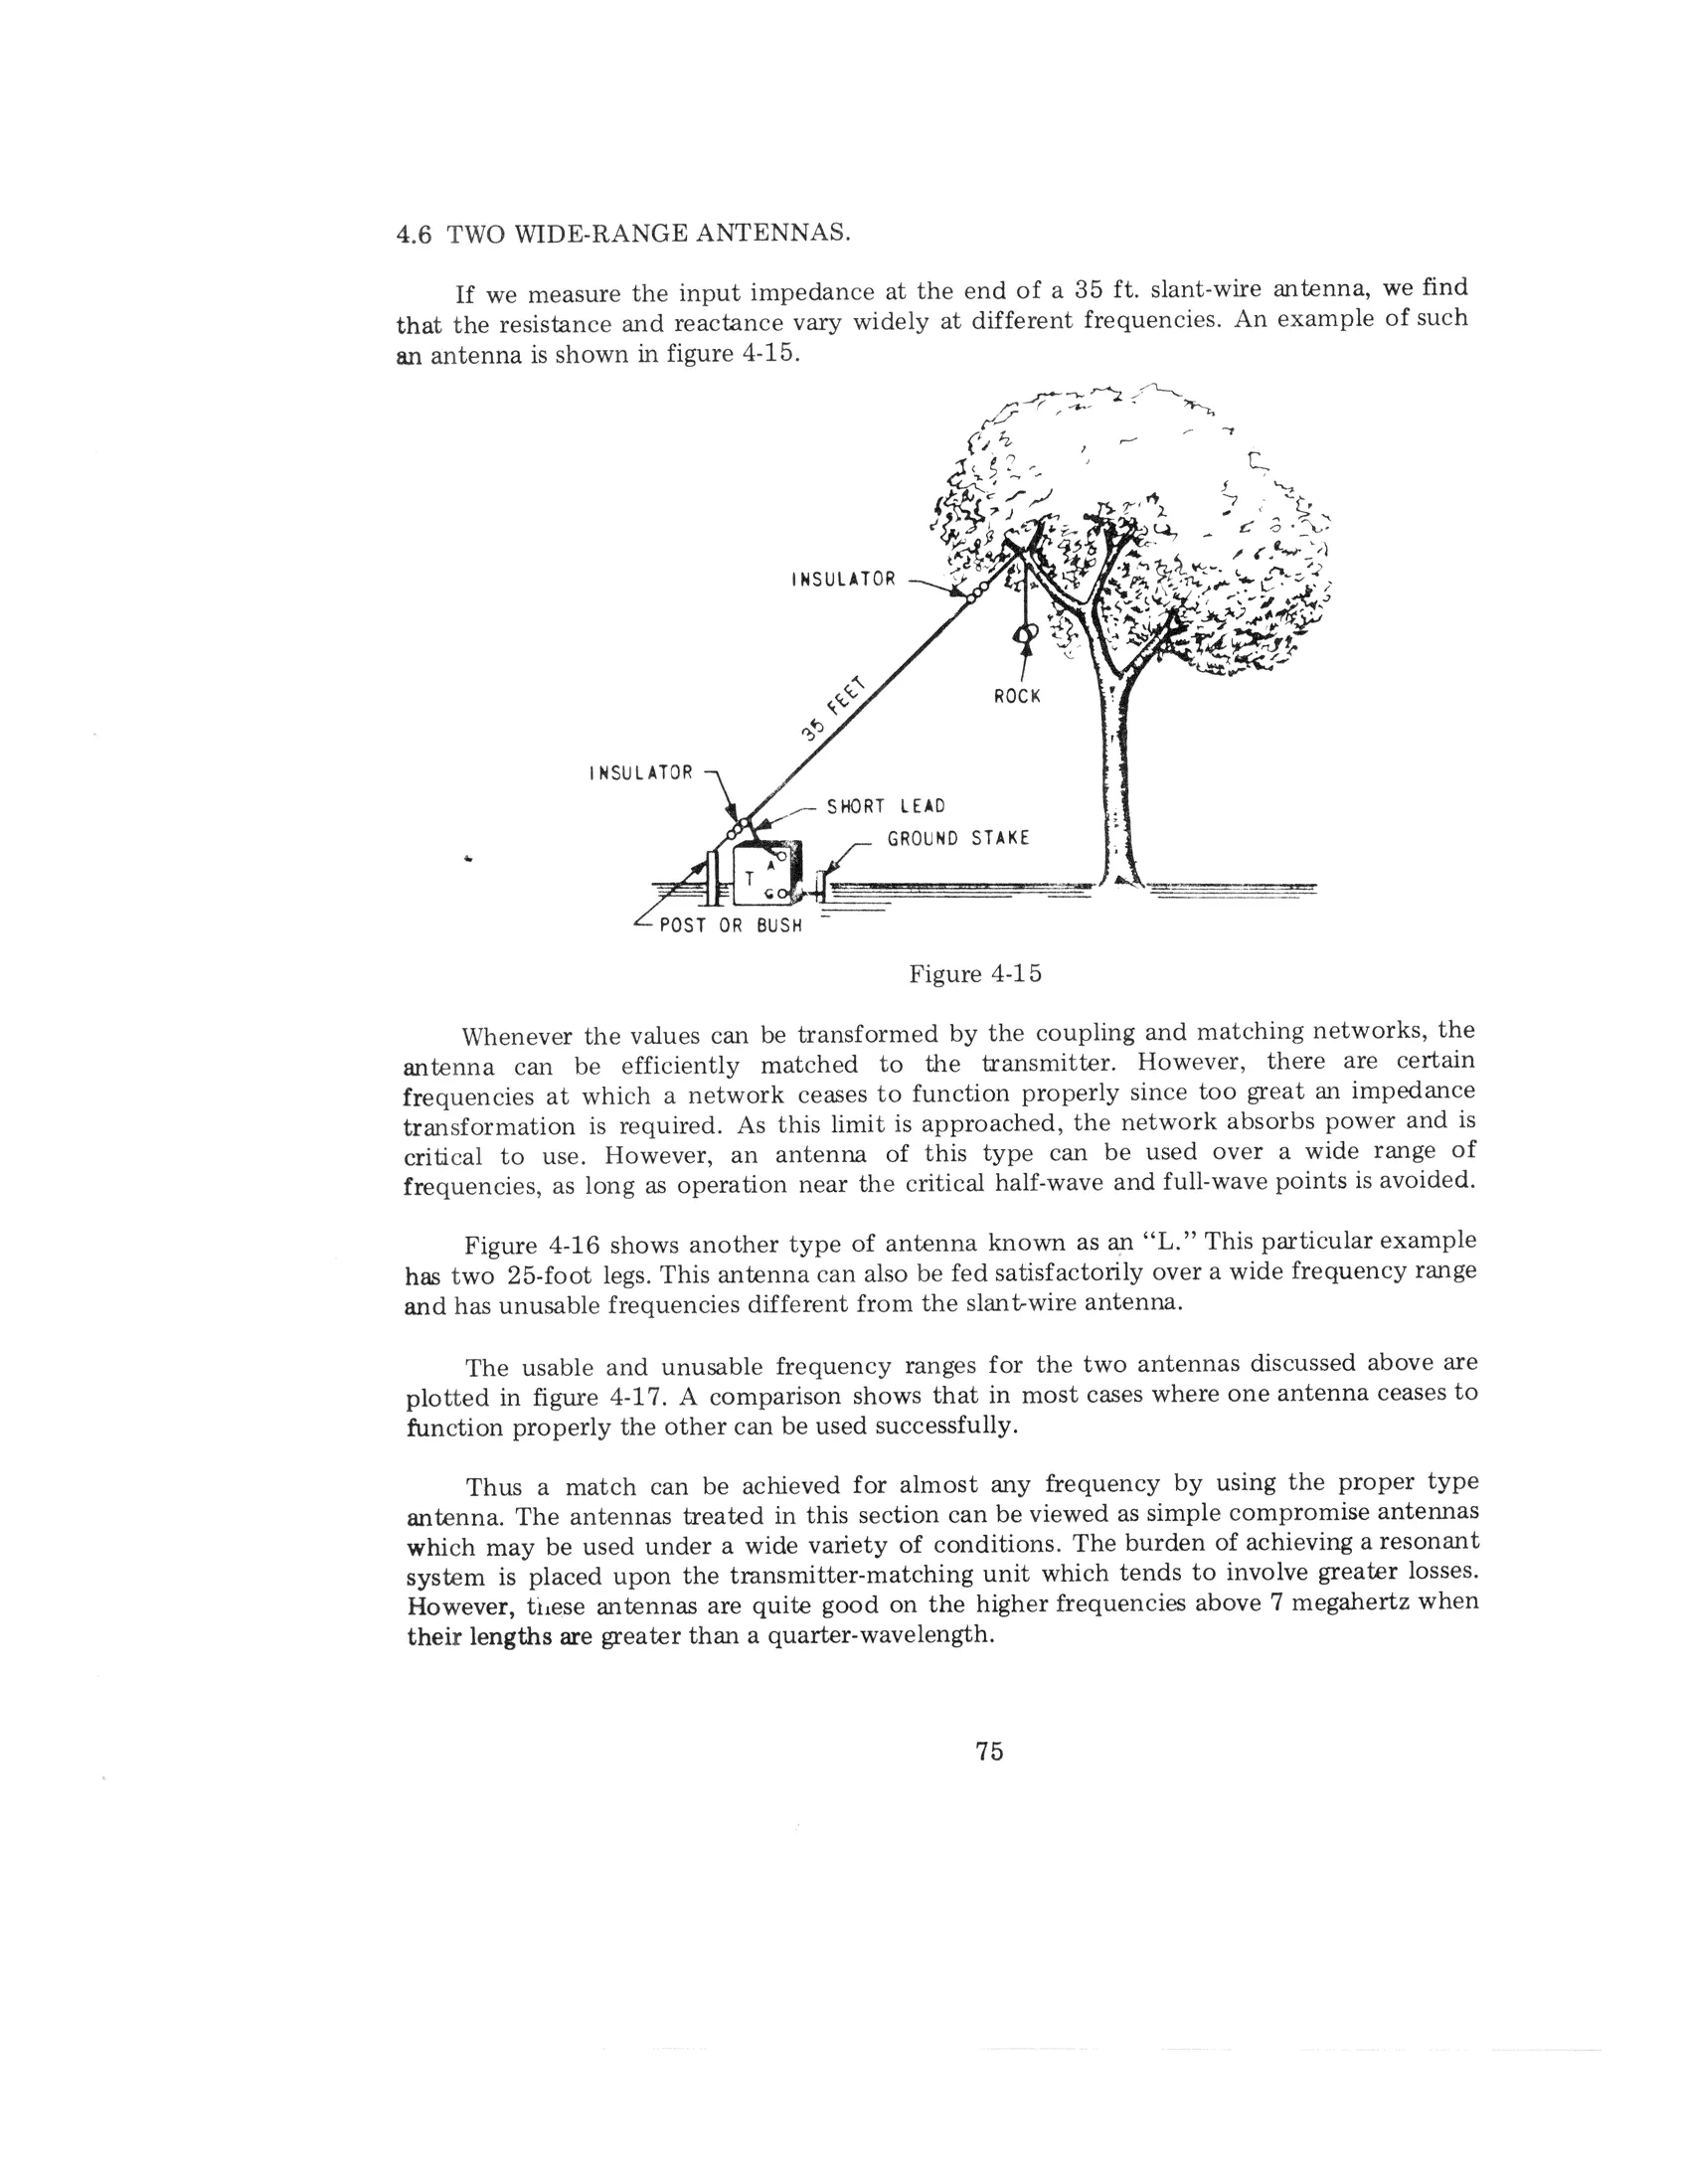 4.6 TWO WIDE-RANGE ANTENNAS.
If we measure the input impedance at the end of a 35 ft. slant-wire antenna, we find
that the resistance and reactance vary widely at different frequencies. An example of such
an antenna is shown in figure 4-15.
INSULATOR
ROCK
35 FEET
INSULATOR
SHORT LEAD
GROUND STAKE
A
T
G
POST OR BUSH
Figure 4-15
Whenever the values can be transformed by the coupling and matching networks, the
antenna can be efficiently matched to the transmitter. However, there are certain
frequencies at which a network ceases to function properly since too great an impedance
transformation is required. As this limit is approached, the network absorbs power and is
critical to use. However, an antenna of this type can be used over a wide range of
frequencies, as long as operation near the critical half-wave and full-wave points is avoided.
Figure 4-16 shows another type of antenna known as an “L.” This particular example
has two 25-foot legs. This antenna can also be fed satisfactorily over a wide frequency range
and has unusable frequencies different from the slant-wire antenna.
The usable and unusable frequency ranges for the two antennas discussed above are
plotted in figure 4-17. A comparison shows that in most cases where one antenna ceases to
function properly the other can be used successfully.
Thus a match can be achieved for almost any frequency by using the proper type
antenna. The antennas treated in this section can be viewed as simple compromise antennas
which may be used under a wide variety of conditions. The burden of achieving a resonant
system is placed upon the transmitter-matching unit which tends to involve greater losses.
However, these antennas are quite good on the higher frequencies above 7 megahertz when
their lengths are greater than a quarter-wavelength.
75